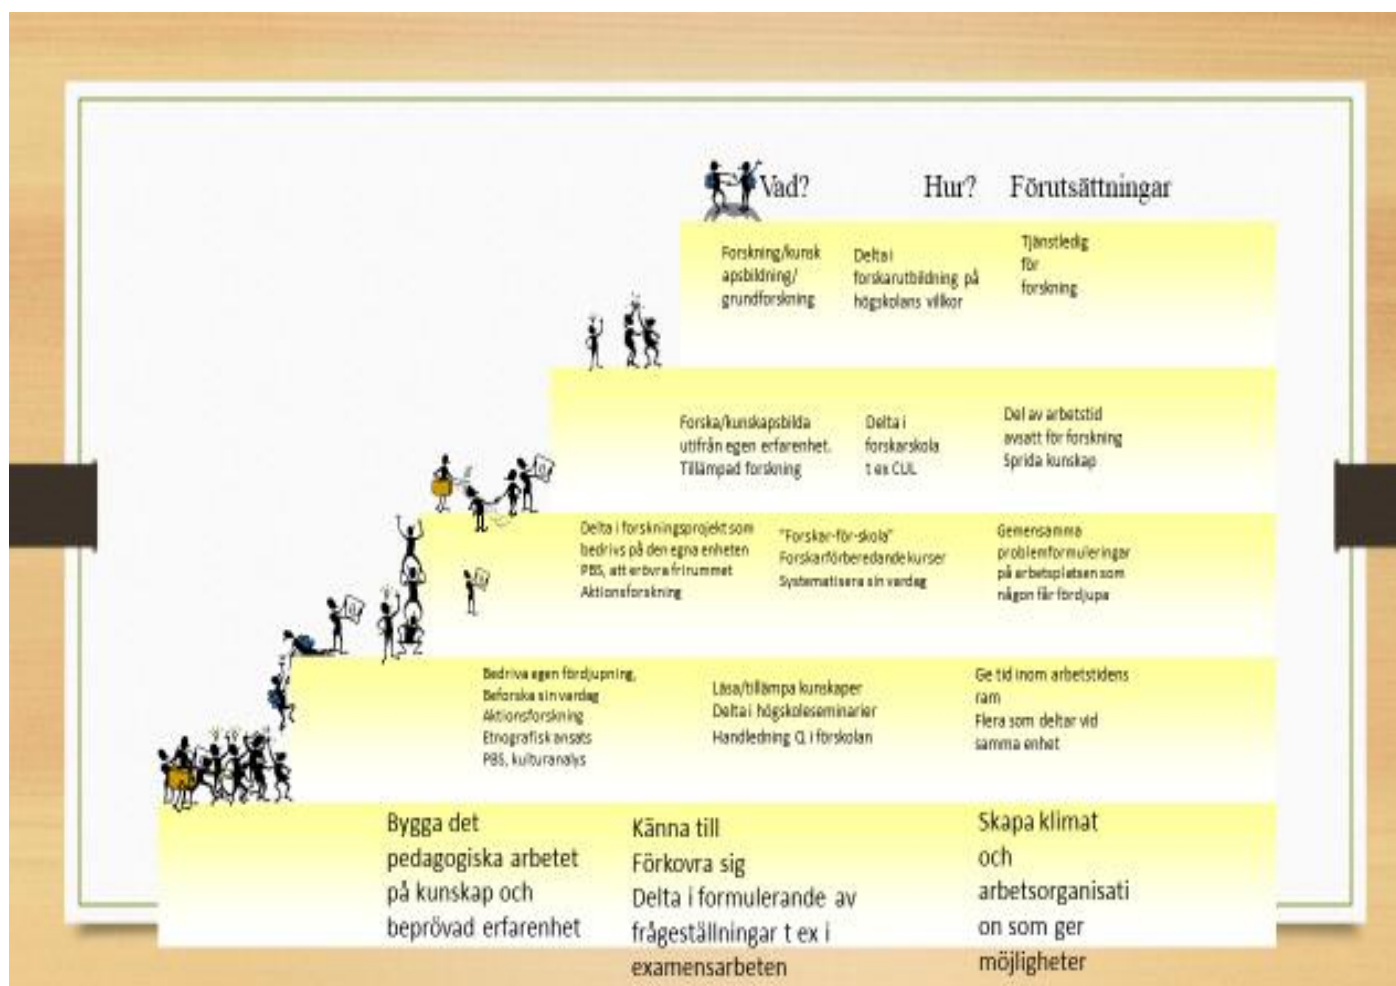 Vad?
Hur?
Förutsättningar
Forskning/kunsk
apsbildning/
grundforskning
Delta i
forskarutbildning på
högskolans villkor
Tjänstledig
för
forskning
Forska/kunskapsbilda
utifrån egen erfarenhet.
Tillämpad forskning
Delta i
forskarskola
t ex CUL
Del av arbetstid
avsatt för forskning
Sprida kunskap
Delta i forskningsprojekt som
bedrivs på den egna enheten
PBS, att erövra frirummet
Aktionsforskning
"Forskar-för-skola"
Forskarförberedande kurser
Systematisera sin vardag
Gemensamma
problemformuleringar
på arbetsplatsen som
någon får fördjupa
Bedriva egen fördjupning,
Beforska sin vardag
Aktionsforskning
Etnografisk ansats
PBS, kulturanalys
Läsa/tillämpa kunskaper
Delta i högskoleseminarier
Handledning Q i förskolan
Ge tid inom arbetstidens
ram
Flera som deltar vid
samma enhet
Bygga det
pedagogiska arbetet
på kunskap och
beprövad erfarenhet
Känna till
Förkovra sig
Delta i formulerande av
frågeställningar t ex i
examensarbeten
Skapa klimat
och
arbetsorganisati
on som ger
möjligheter